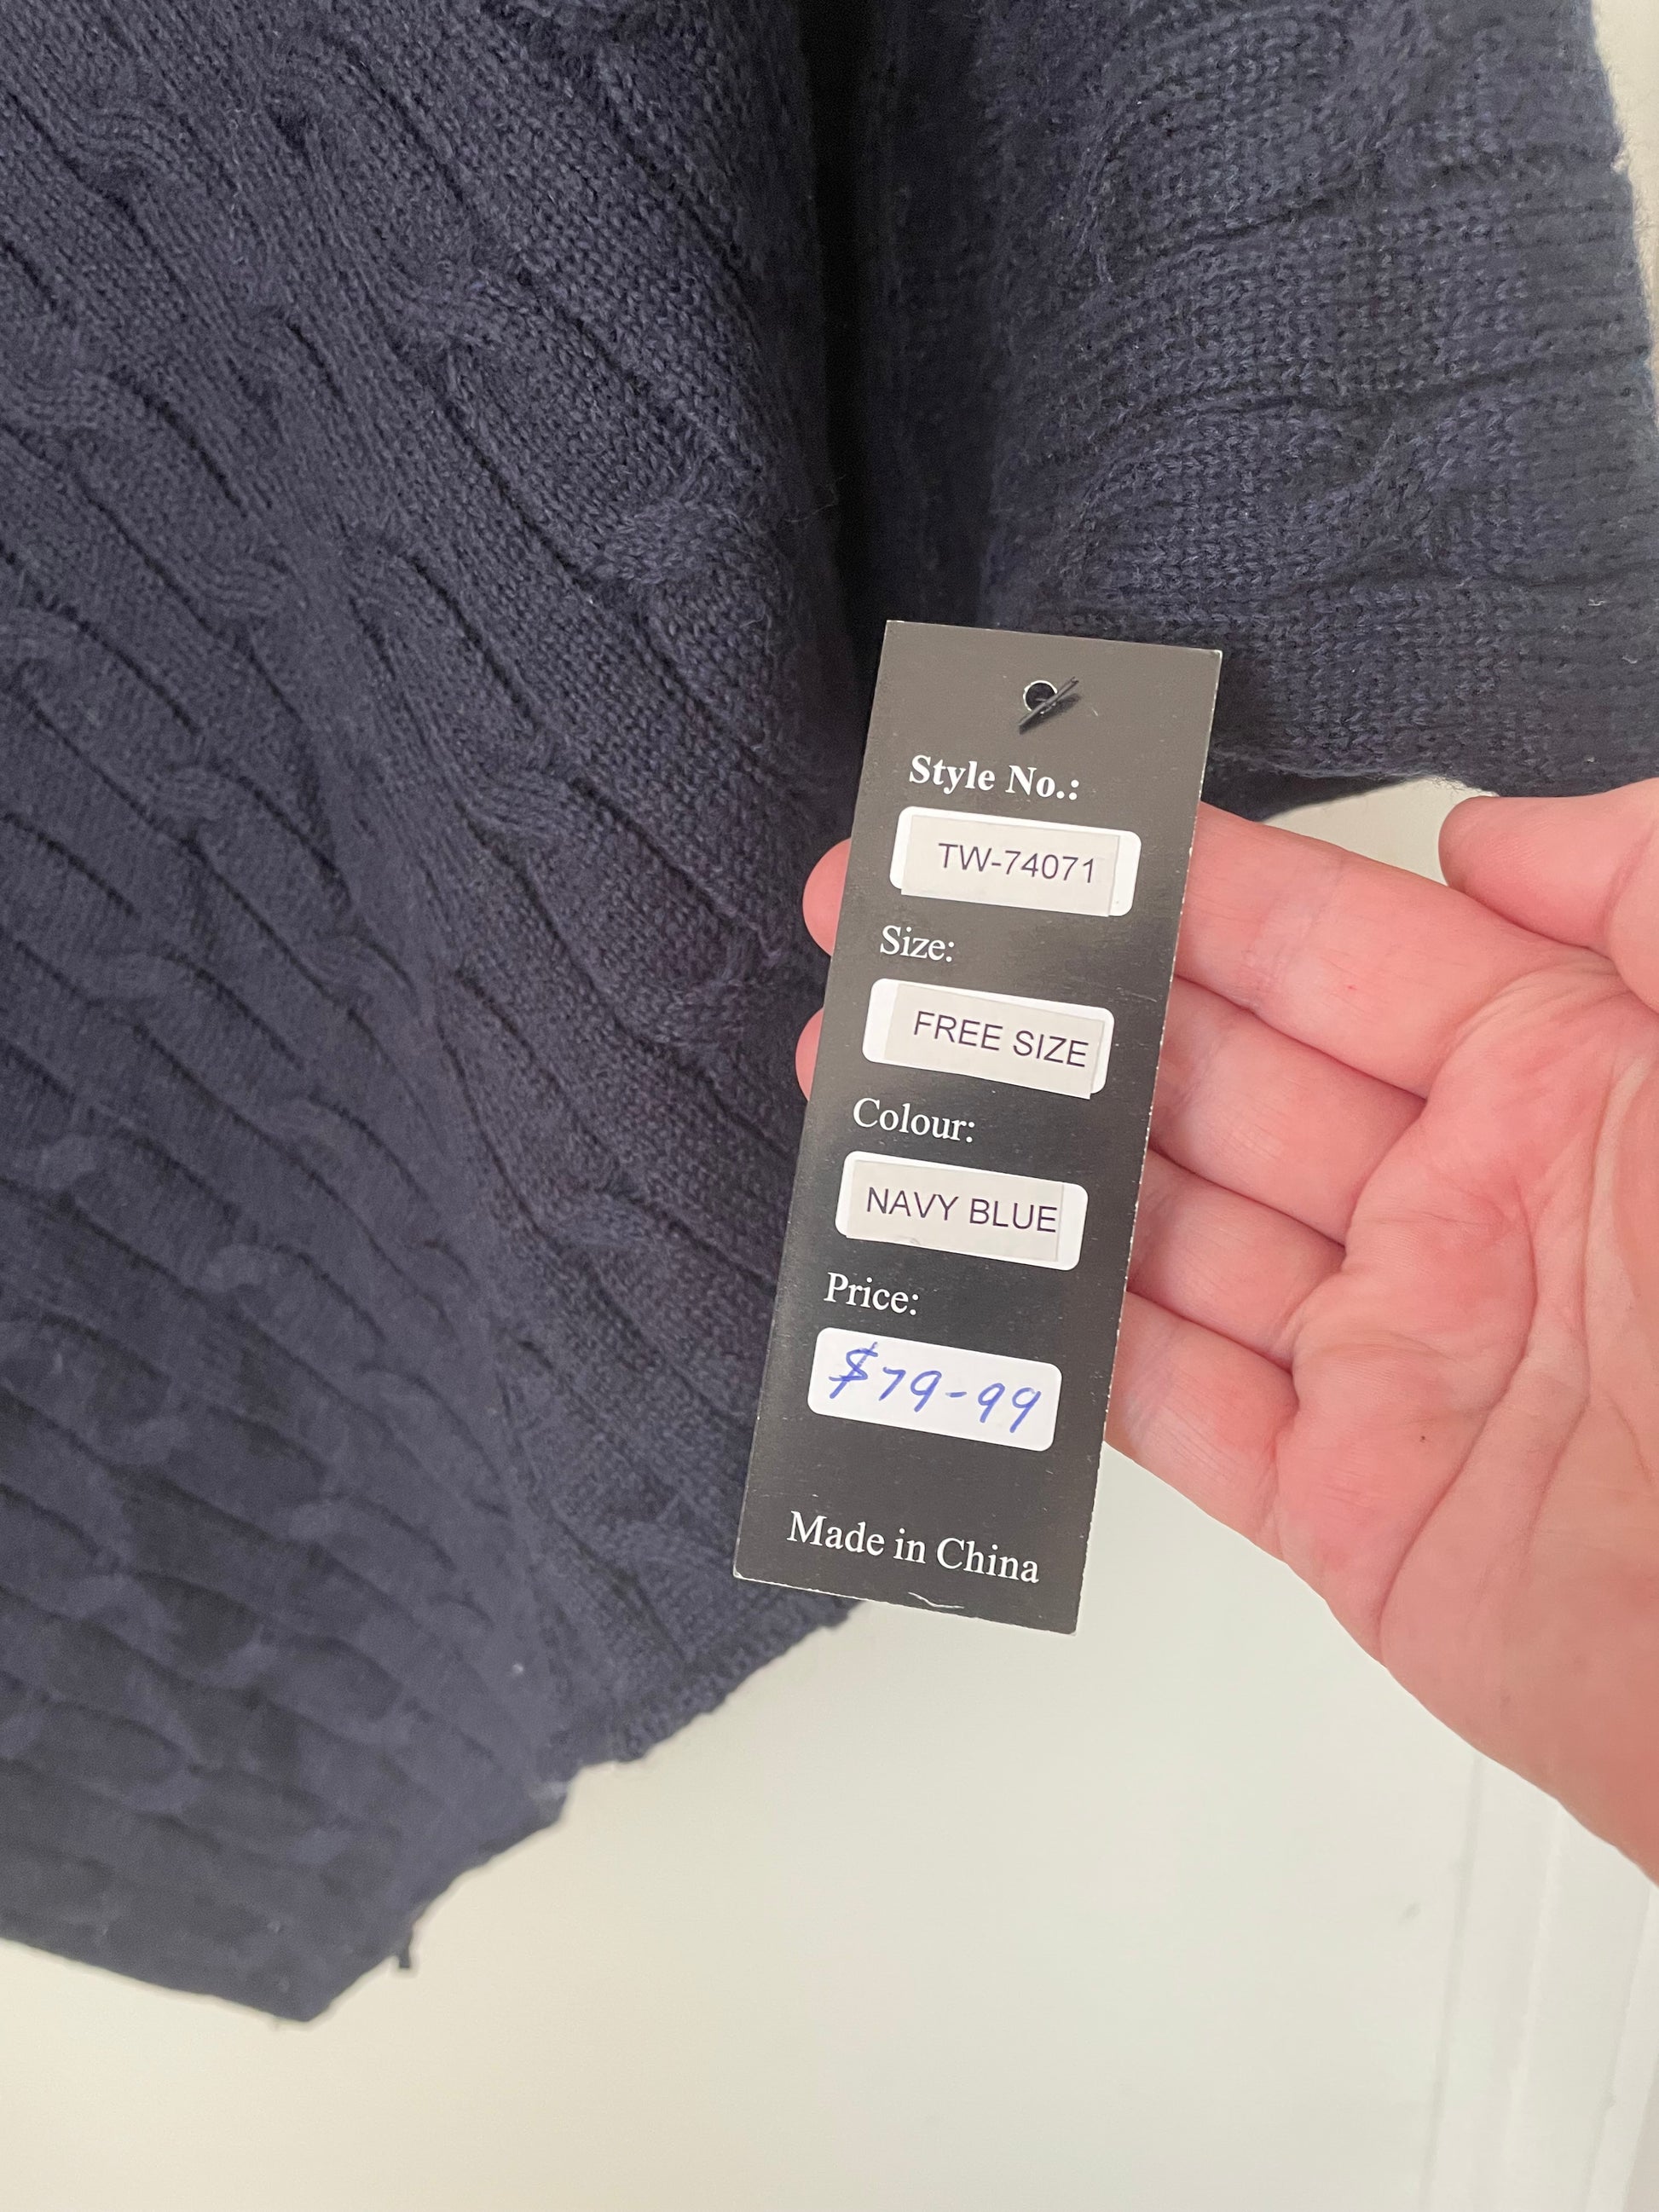 Style No.:
TW-74071
Size:
FREE SIZE
Colour:
NAVY BLUE
Price:
$79-99
Made in China